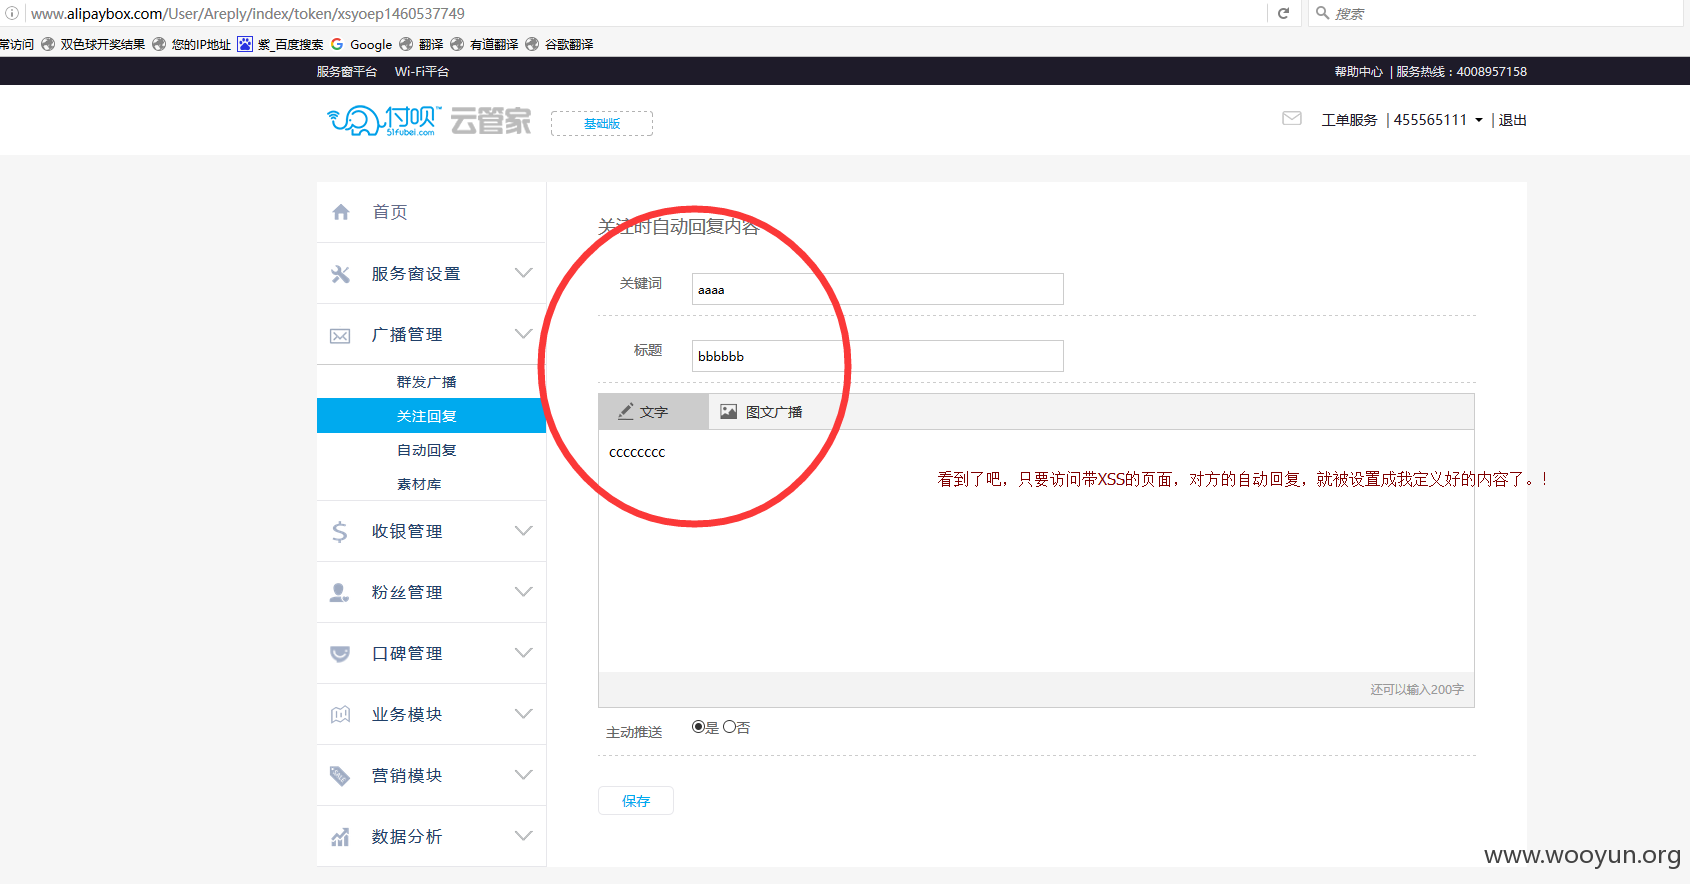 www.alipaybox.com/User/Areply/index/token/xsyoep1460537749
搜索
常访问 双色球开奖结果 您的IP地址 紫_百度搜索 Google 翻译 有道翻译 谷歌翻译
服务窗平台 Wi-Fi平台 帮助中心 | 服务热线：4008957158
付呗™ 51fubei.com 云管家 基础版 工单服务 | 455565111 | 退出
首页
服务窗设置
广播管理
群发广播
关注回复
自动回复
素材库
收银管理
粉丝管理
口碑管理
业务模块
营销模块
SALE
数据分析
关注时自动回复内容
关键词 aaaa
标题 bbbbbb
文字 图文广播
cccccccc
看到了吧，只要访问带XSS的页面，对方的自动回复，就被设置成我定义好的内容了。！
还可以输入200字
主动推送 是 否
保存
www.wooyun.org